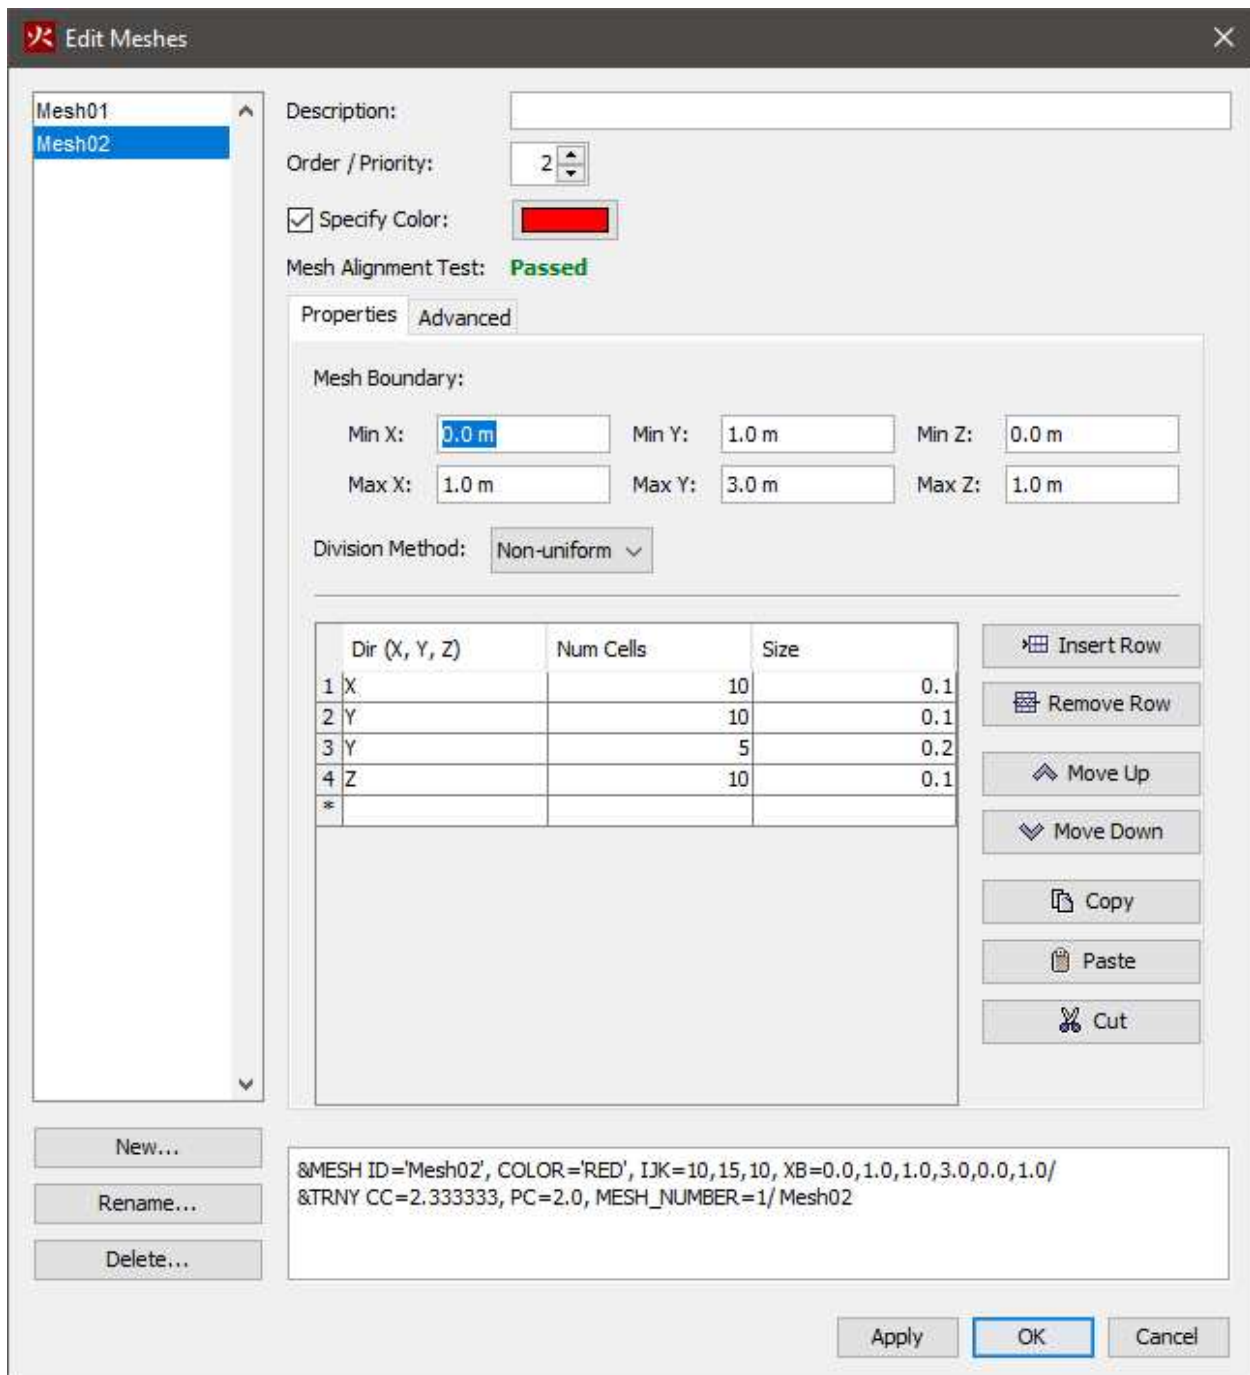 火 Edit Meshes
Mesh01
Mesh02
Description:
Order / Priority: 2
Specify Color:
Mesh Alignment Test: Passed
Properties Advanced
Mesh Boundary:
Min X: 0.0 m Min Y: 1.0 m Min Z: 0.0 m
Max X: 1.0 m Max Y: 3.0 m Max Z: 1.0 m
Division Method: Non-uniform
Dir (X, Y, Z) Num Cells Size
1 X 10 0.1
2 Y 10 0.1
3 Y 5 0.2
4 Z 10 0.1
*
Insert Row
Remove Row
Move Up
Move Down
Copy
Paste
Cut
New...
Rename...
Delete...
&MESH ID='Mesh02', COLOR='RED', IJK=10,15,10, XB=0.0,1.0,1.0,3.0,0.0,1.0/
&TRNY CC=2.333333, PC=2.0, MESH_NUMBER=1/ Mesh02
Apply OK Cancel